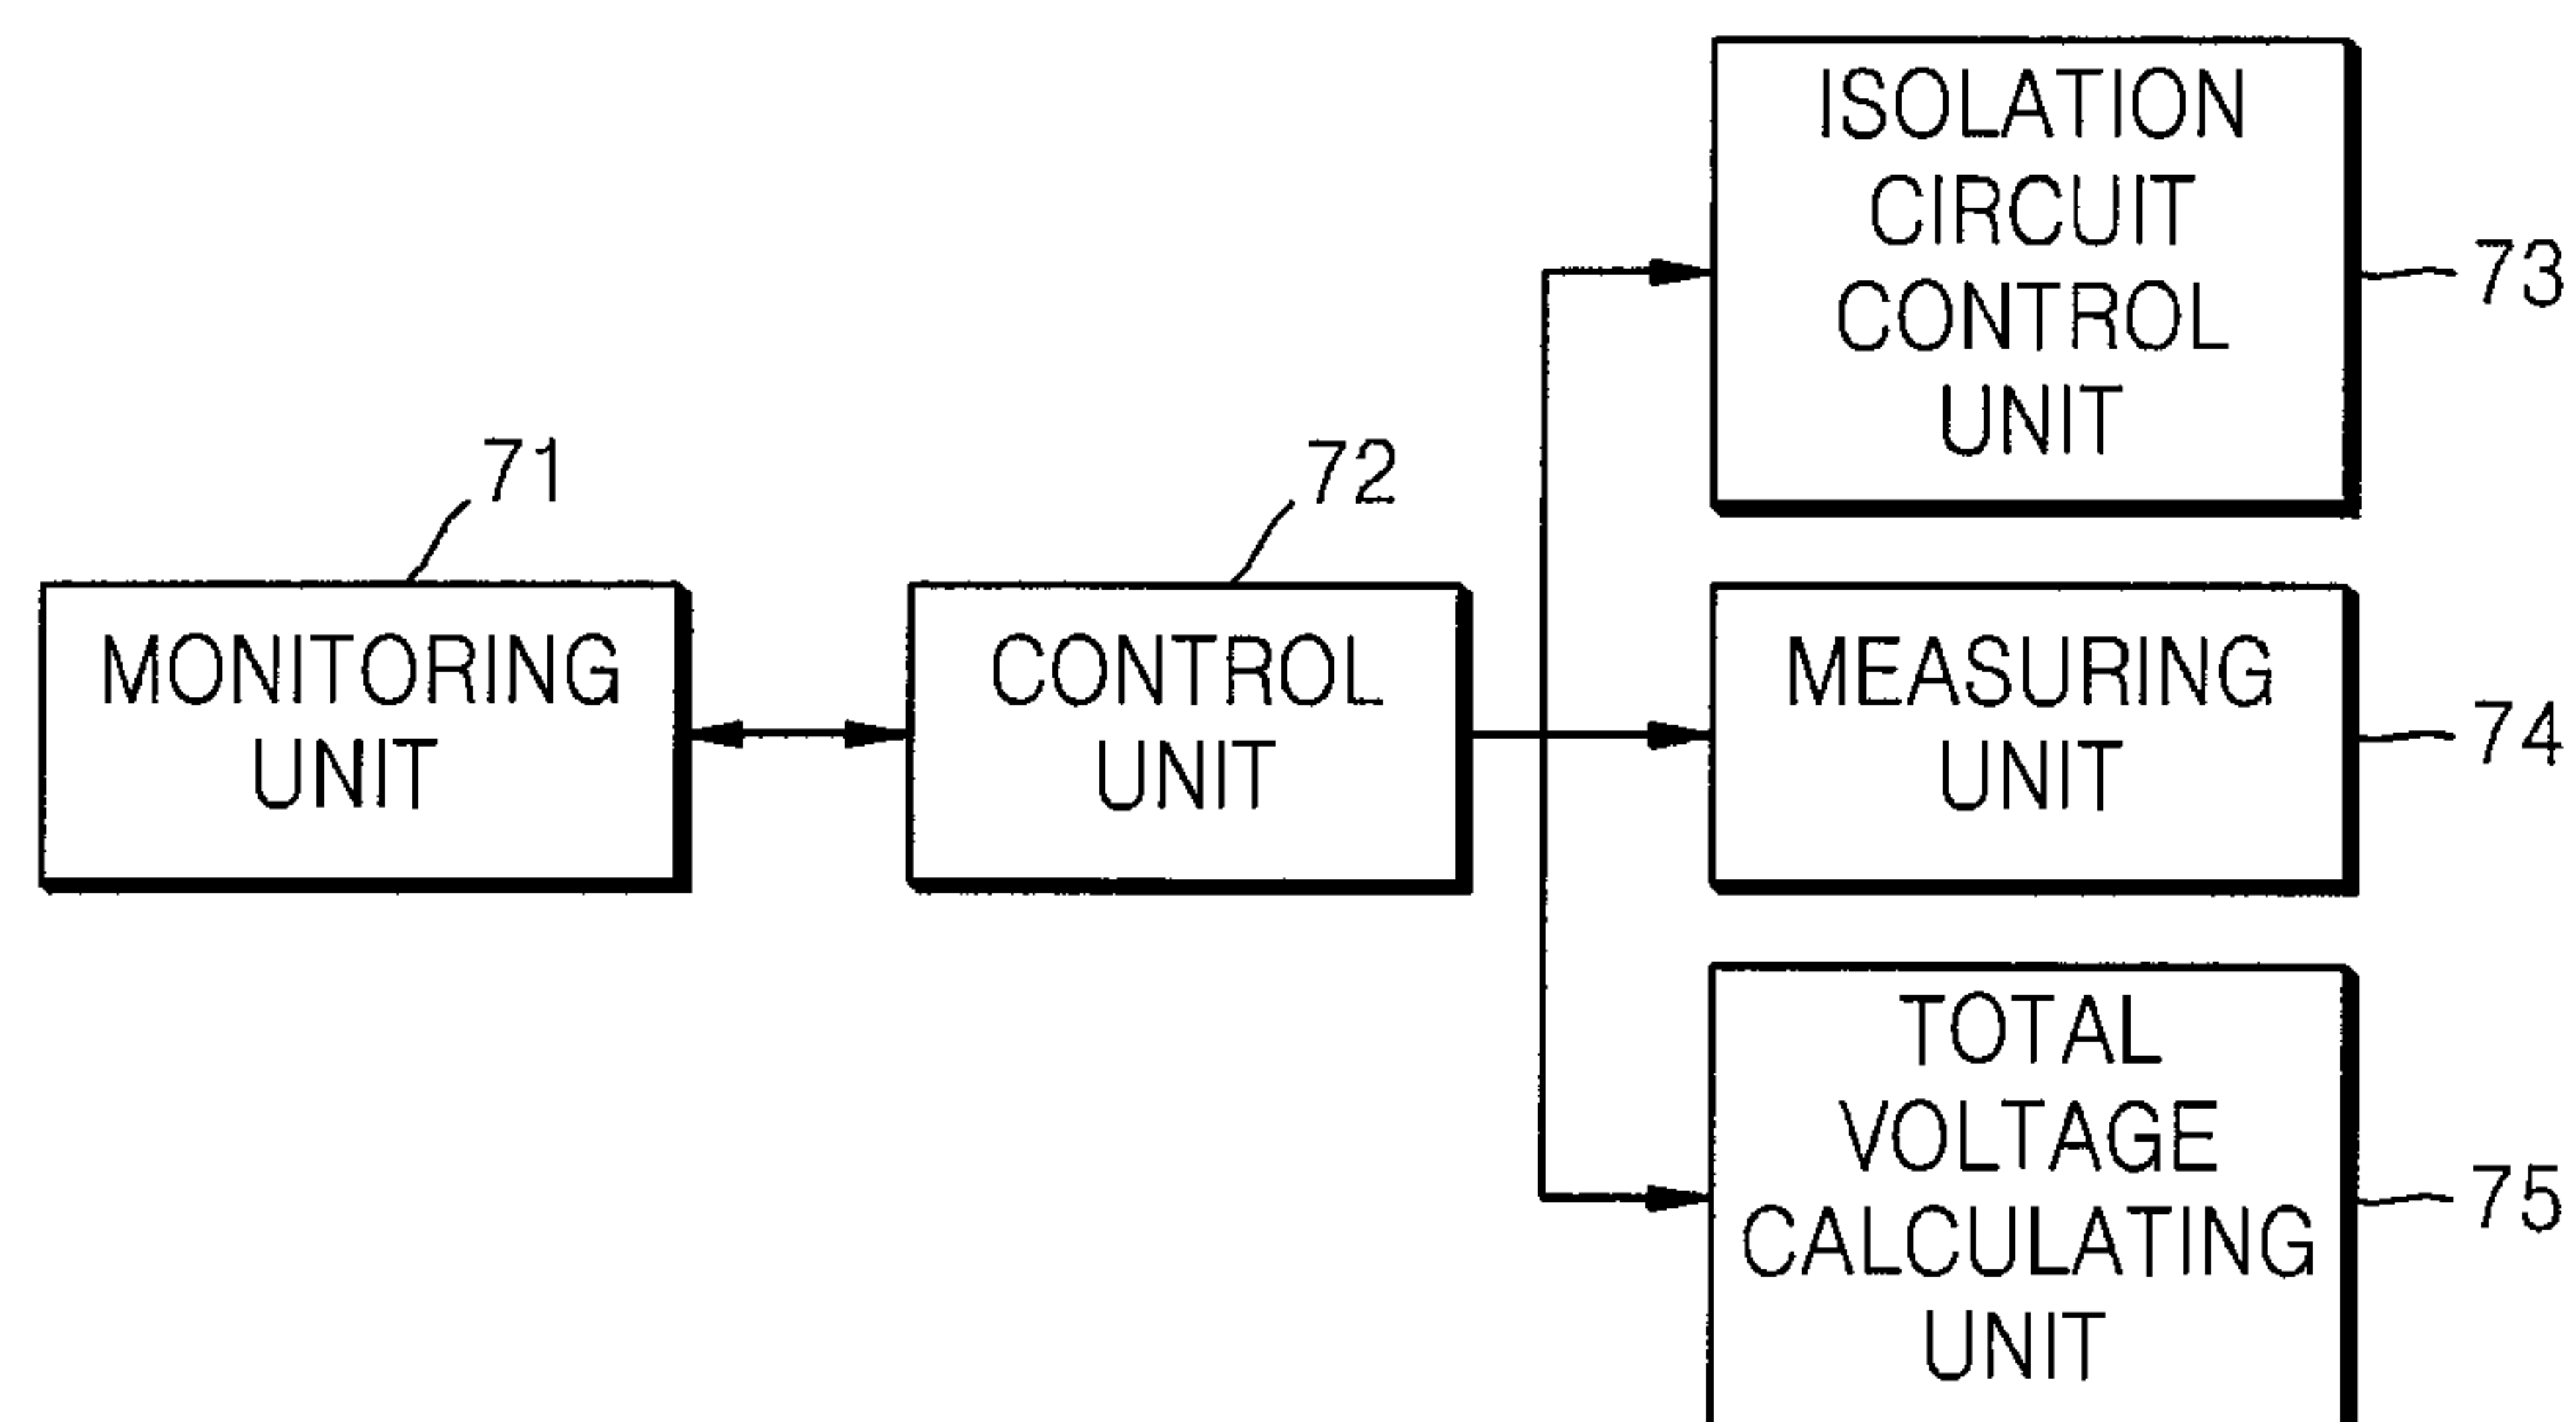 71
MONITORING
UNIT
72
CONTROL
UNIT
ISOLATION
CIRCUIT
CONTROL
UNIT
73
MEASURING
UNIT
74
TOTAL
VOLTAGE
CALCULATING
UNIT
75